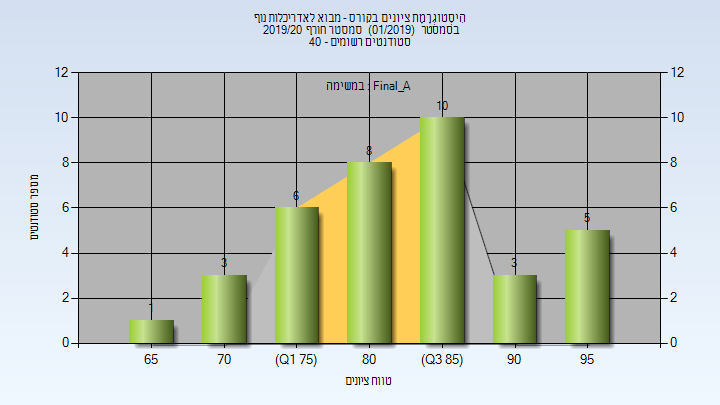 הִיסְטוֹגְרָמַת ציונים בקורס - מבוא לאדריכלות נוף
בסמסטר (01/2019) סמסטר חורף 2019/20
סטודנטים רשומים - 40
במשימה : Final_A
12 12
10 10
8 8
6 6
4 4
2 2
0 0
מספר סטודנטים
1 3 6 8 10 3 5
65 70 (Q1 75) 80 (Q3 85) 90 95
טווח ציונים